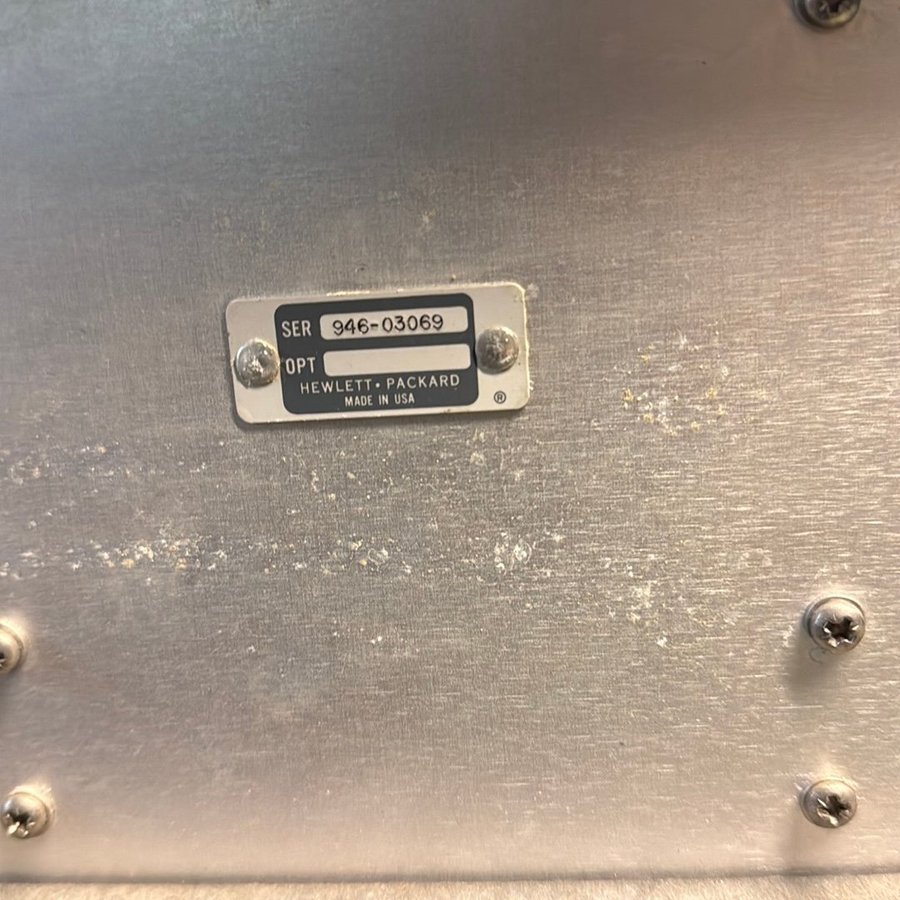 SER 946-03069
OPT
HEWLETT • PACKARD
MADE IN USA
®